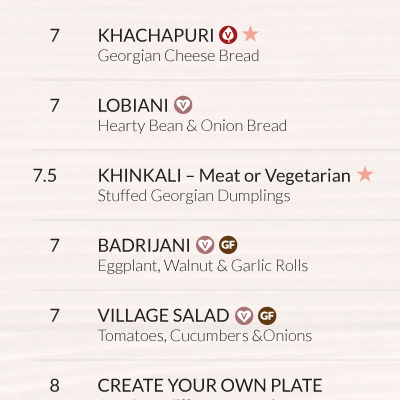 7 KHACHAPURI
Georgian Cheese Bread
7 LOBIANI V
Hearty Bean & Onion Bread
7.5 KHINKALI – Meat or Vegetarian
Stuffed Georgian Dumplings
7 BADRIJANI V GF
Eggplant, Walnut & Garlic Rolls
7 VILLAGE SALAD V GF
Tomatoes, Cucumbers &Onions
8 CREATE YOUR OWN PLATE